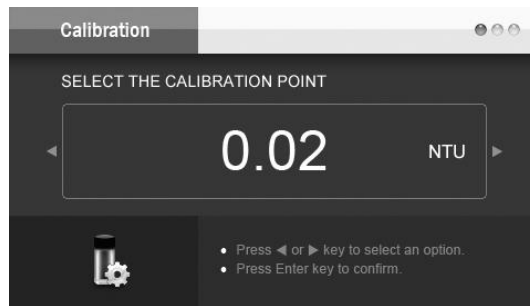 Calibration
SELECT THE CALIBRATION POINT
0.02 NTU
Press ◀ or ▶ key to select an option.
Press Enter key to confirm.